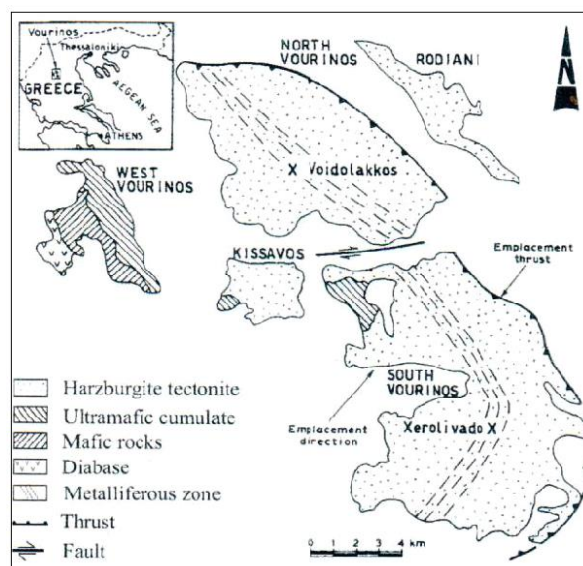 Vourinos
Thessaloniki
GREECE
AEGEAN SEA
ATHENS
NORTH
VOURINOS
RODIANI
N
X Voidolakkos
WEST
VOURINOS
KISSAVOS
Emplacement
thrust
SOUTH
VOURINOS
Xerolivado X
Emplacement
direction
Harzburgite tectonite
Ultramafic cumulate
Mafic rocks
Diabase
Metalliferous zone
Thrust
Fault
0 1 2 3 4 km